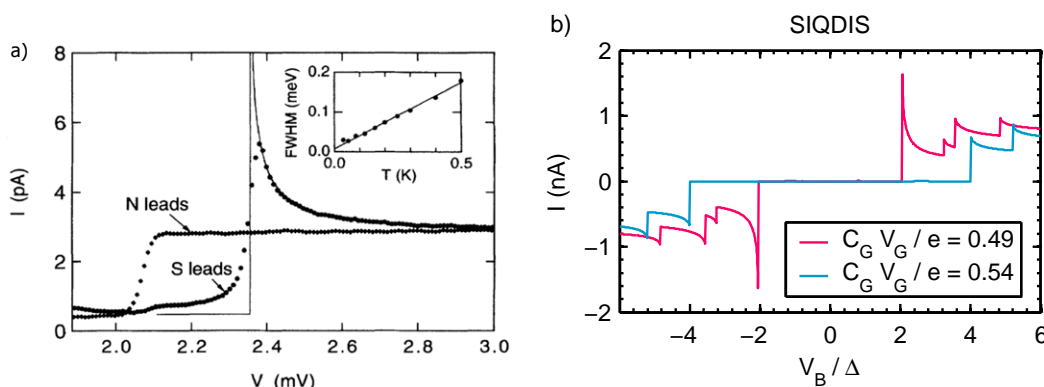 a)
8
6
4
2
0
I (pA)
2.0 2.2 2.4 2.6 2.8 3.0
V (mV)
N leads
S leads
0.2
0.1
0.0
FWHM (meV)
0.0 0.5
T (K)
b)
SIQDIS
2
1
0
−1
−2
I (nA)
−4 −2 0 2 4 6
V_B / Δ
C_G V_G / e = 0.49
C_G V_G / e = 0.54